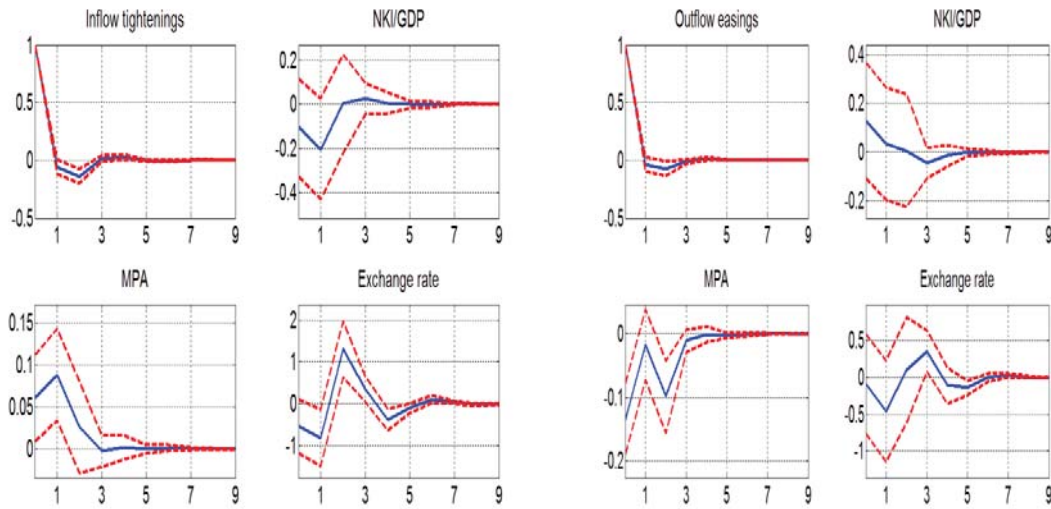 Inflow tightenings
NKI/GDP
Outflow easings
NKI/GDP
1
0.5
0
-0.5
1 3 5 7 9
0.2
0
-0.2
-0.4
1 3 5 7 9
1
0.5
0
-0.5
1 3 5 7 9
0.4
0.2
0
-0.2
1 3 5 7 9
MPA
Exchange rate
MPA
Exchange rate
0.15
0.1
0.05
0
1 3 5 7 9
2
1
0
-1
1 3 5 7 9
0
-0.1
-0.2
1 3 5 7 9
0.5
0
-0.5
-1
1 3 5 7 9